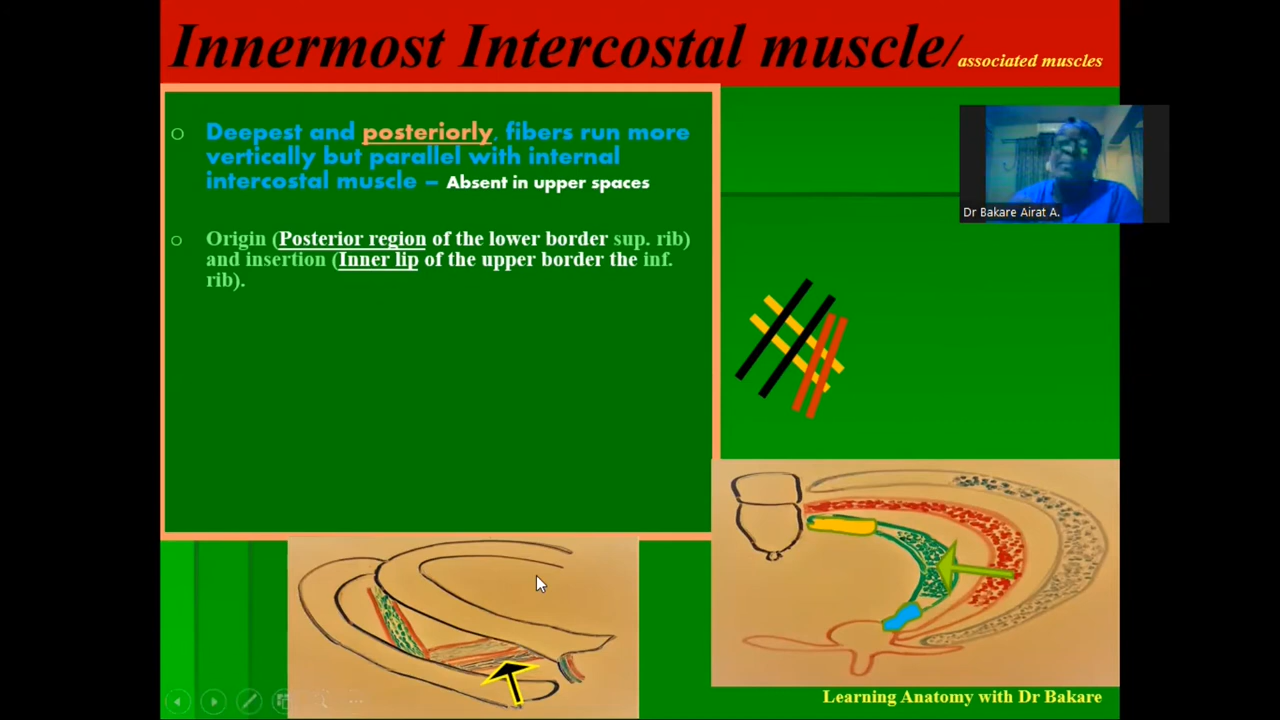 Innermost Intercostal muscle/associated muscles
Deepest and posteriorly, fibers run more
vertically but parallel with internal
intercostal muscle – Absent in upper spaces
Origin (Posterior region of the lower border sup. rib)
and insertion (Inner lip of the upper border the inf.
rib).
Dr Bakare Airat A.
Learning Anatomy with Dr Bakare